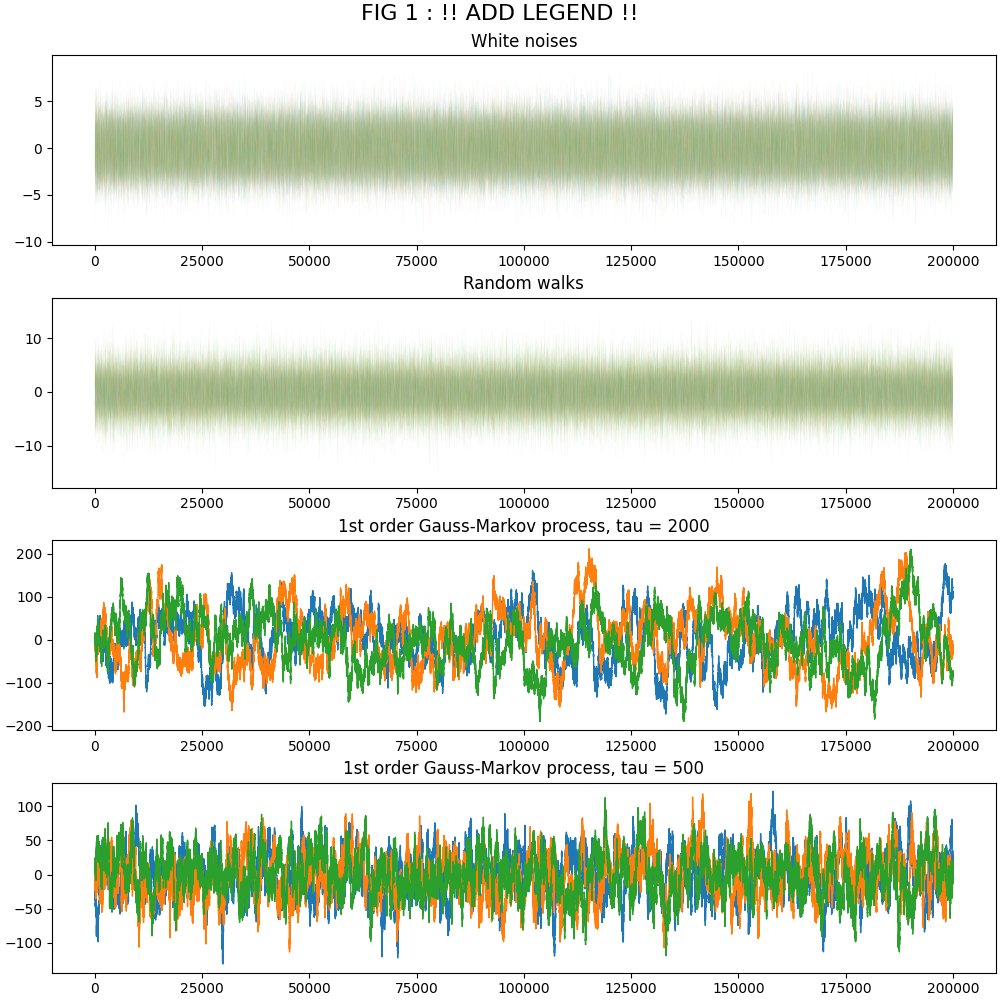 FIG 1 : !! ADD LEGEND !!
White noises
5
0
−5
−10
0 25000 50000 75000 100000 125000 150000 175000 200000
Random walks
10
0
−10
0 25000 50000 75000 100000 125000 150000 175000 200000
1st order Gauss-Markov process, tau = 2000
200
100
0
−100
−200
0 25000 50000 75000 100000 125000 150000 175000 200000
1st order Gauss-Markov process, tau = 500
100
50
0
−50
−100
0 25000 50000 75000 100000 125000 150000 175000 200000